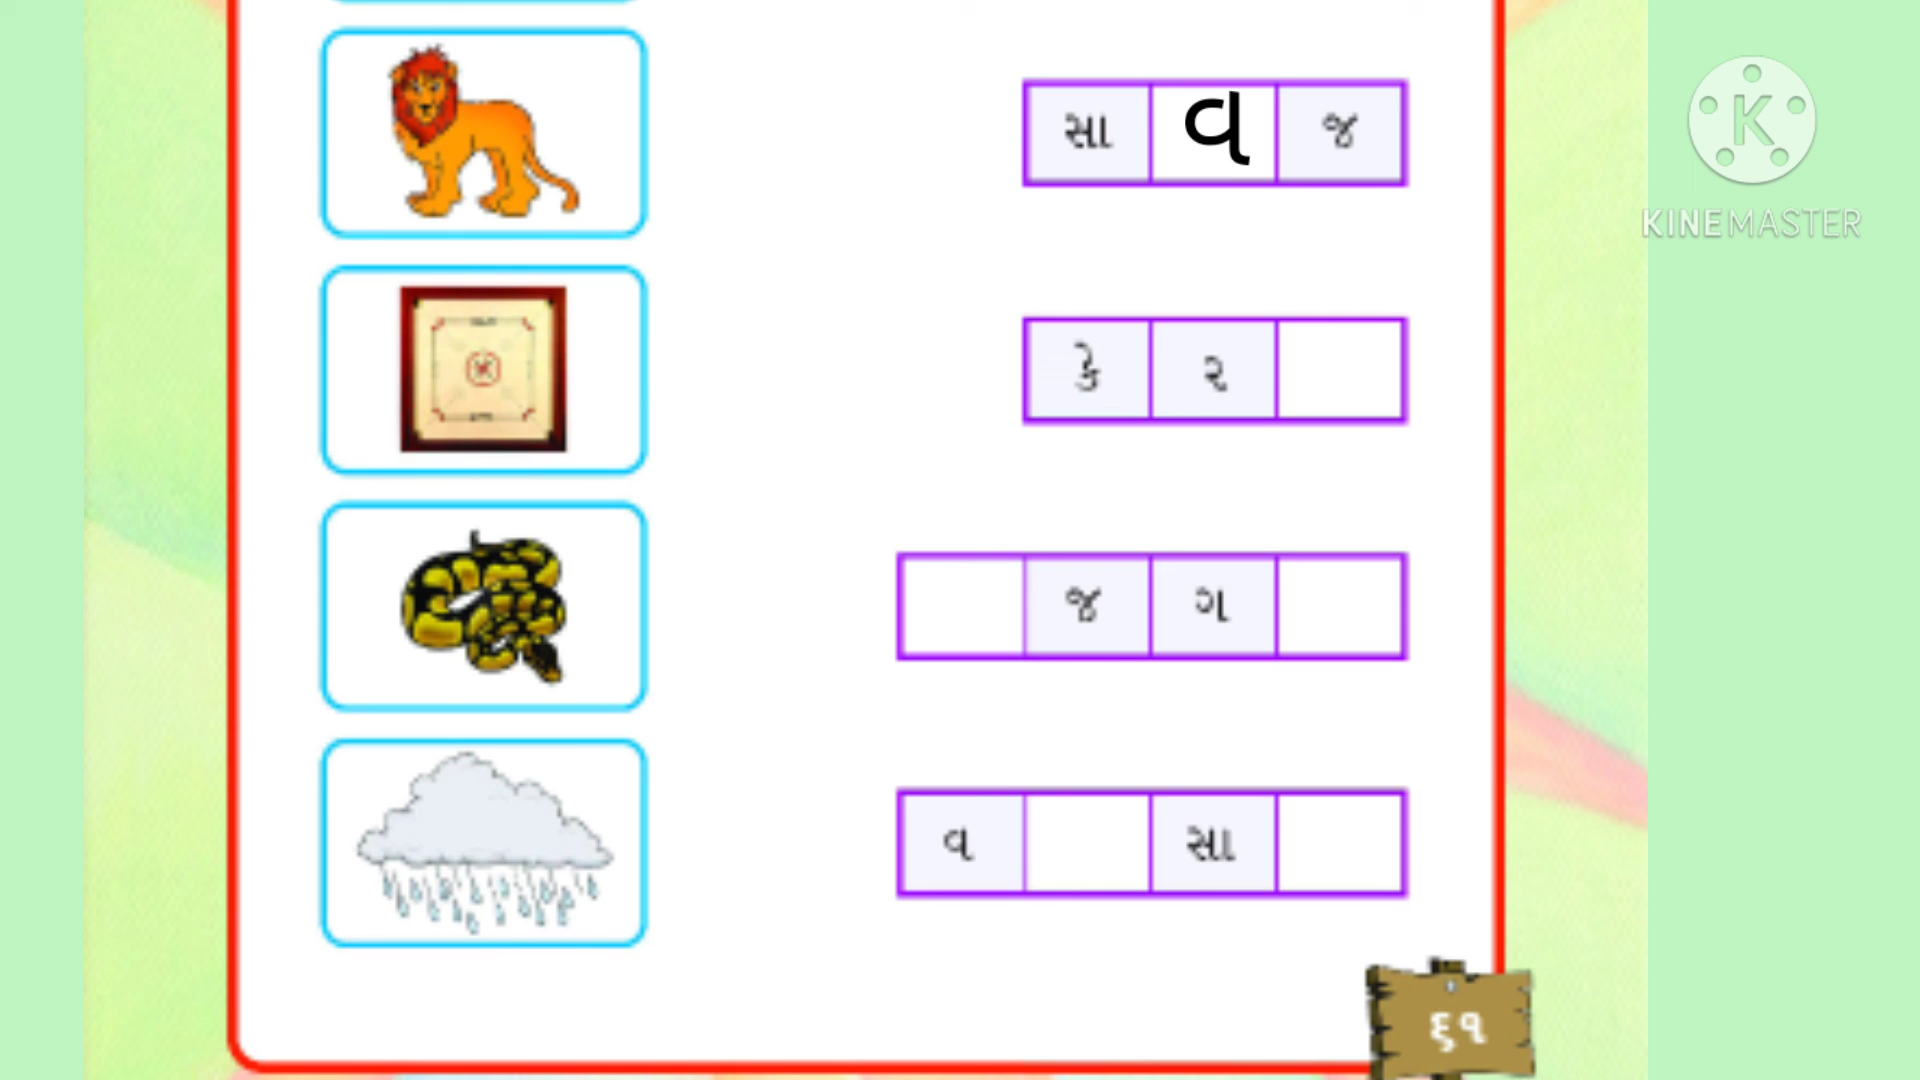 સા વ જ
KINEMASTER
કે ર
જ ગ
વ સા
૬૧